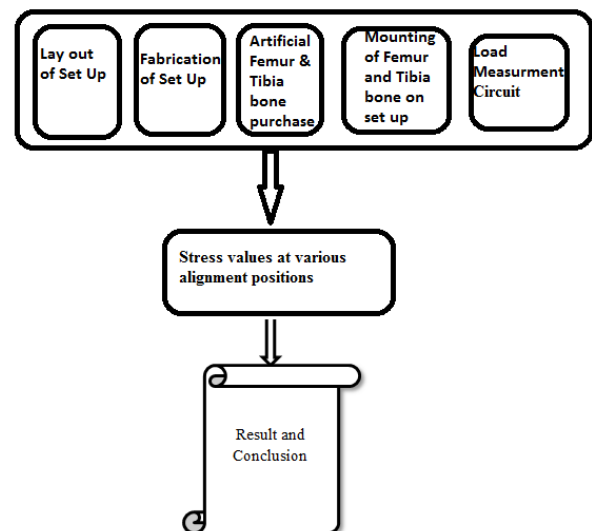 Lay out
of Set Up
Fabrication
of Set Up
Artificial
Femur &
Tibia
bone
purchase
Mounting
of Femur
and Tibia
bone on
set up
Load
Measurment
Circuit
Stress values at various
alignment positions
Result and
Conclusion